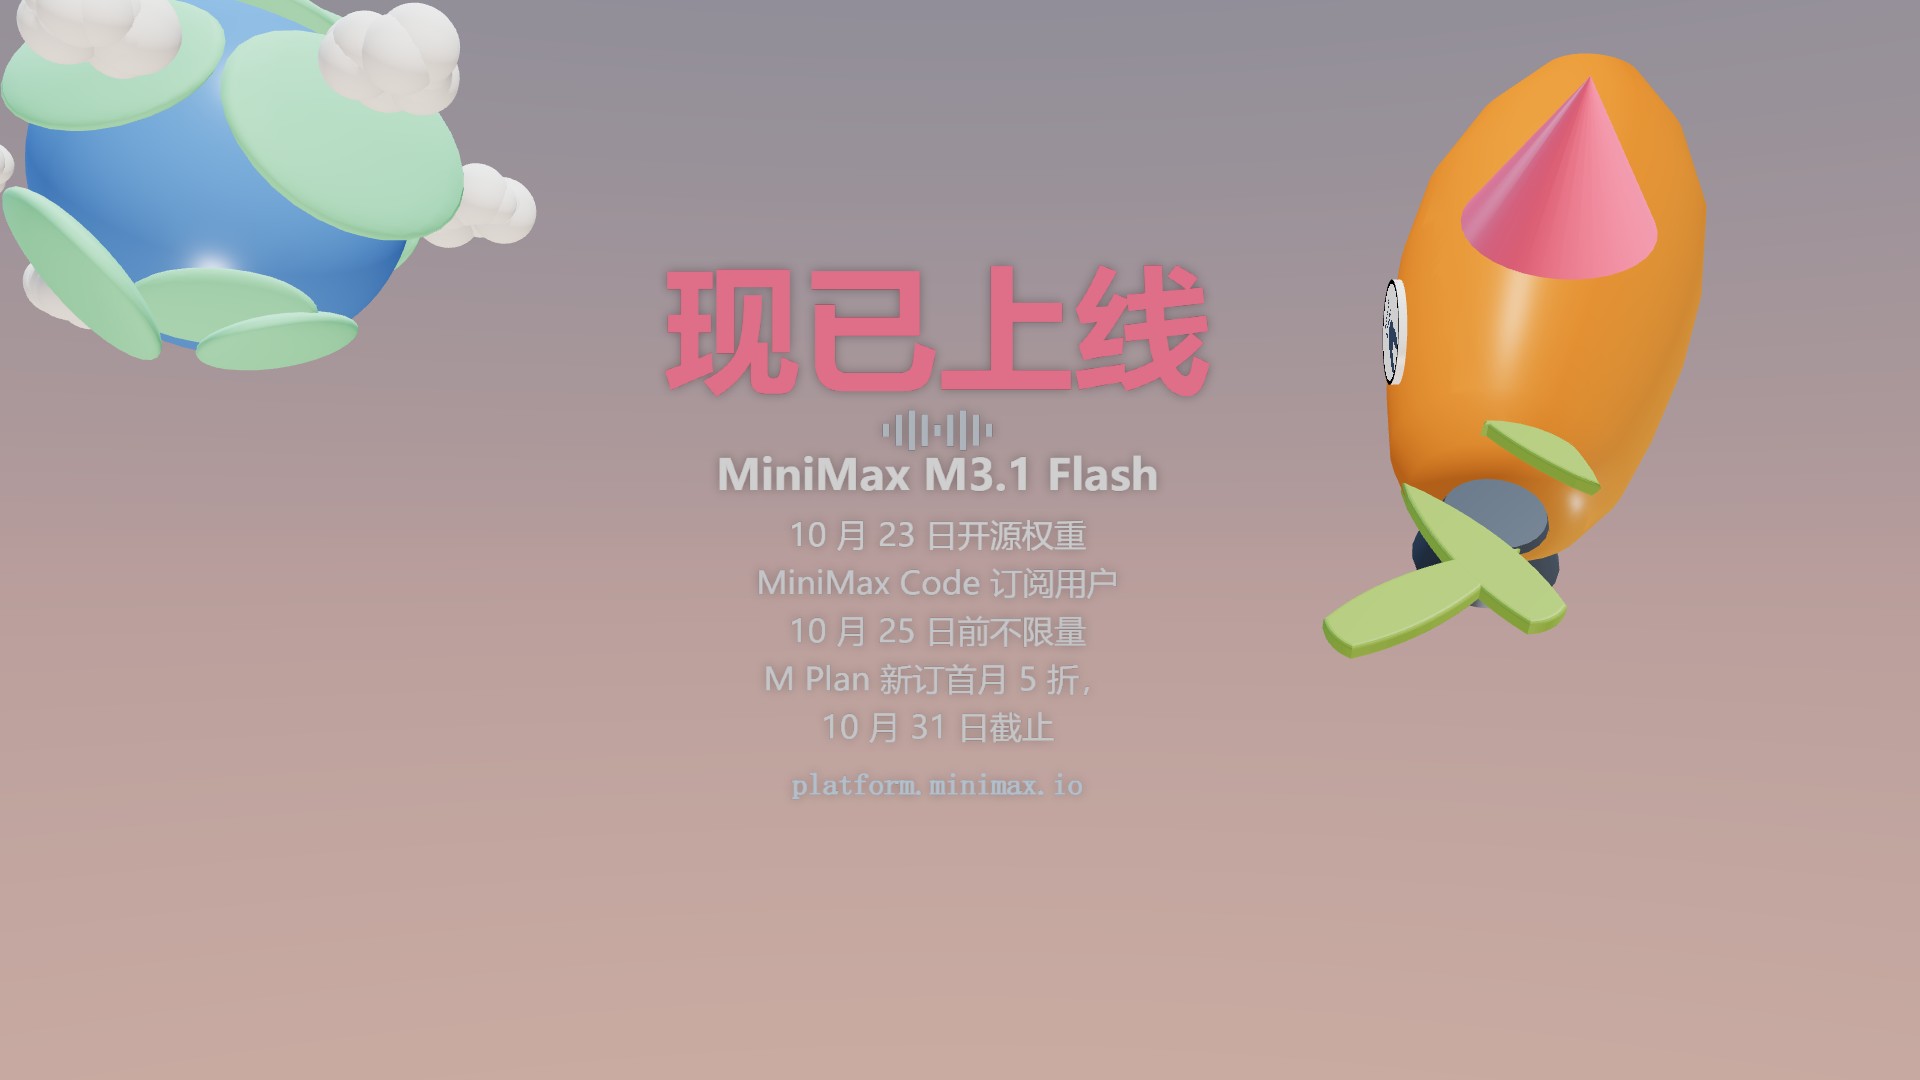 现已上线
MiniMax M3.1 Flash
10 月 23 日开源权重
MiniMax Code 订阅用户
10 月 25 日前不限量
M Plan 新订首月 5 折，
10 月 31 日截止
platform.minimax.io